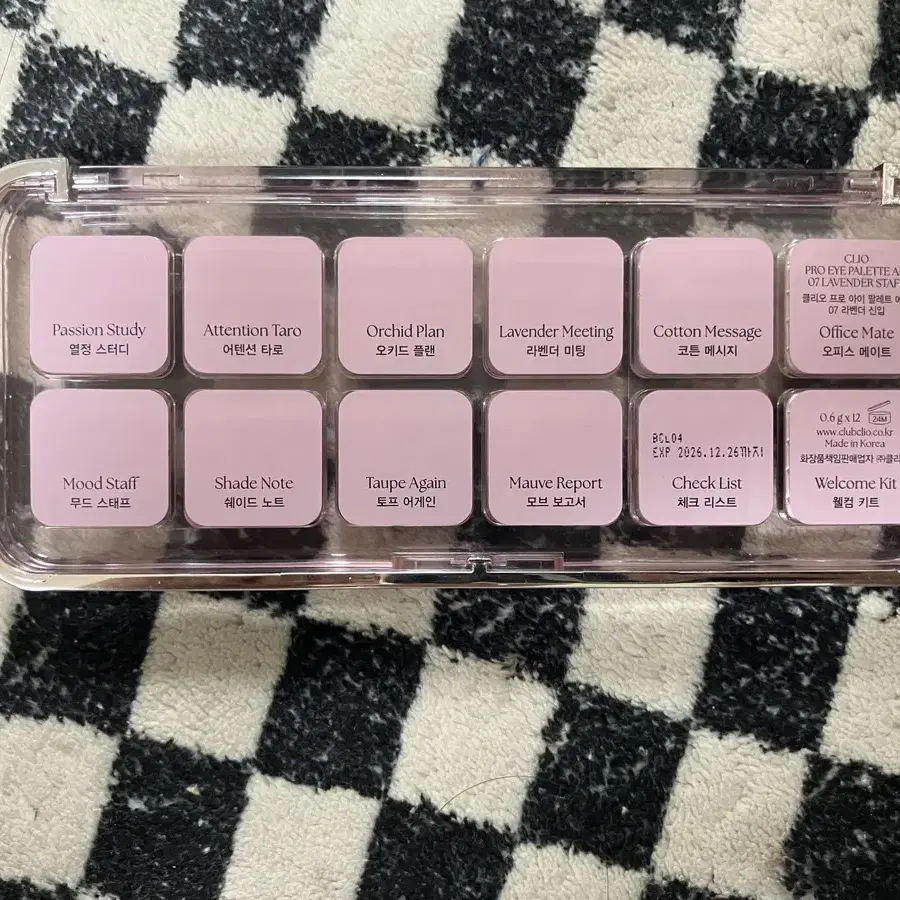 Passion Study
열정 스터디
Attention Taro
어텐션 타로
Orchid Plan
오키드 플랜
Lavender Meeting
라벤더 미팅
Cotton Message
코튼 메시지
CLIO
PRO EYE PALETTE
07 LAVENDER STAF
클리오 프로 아이 팔레트
07 라벤더 신입
Office Mate
오피스 메이트
Mood Staff
무드 스태프
Shade Note
쉐이드 노트
Taupe Again
토프 어게인
Mauve Report
모브 보고서
BCL04
EXP 2026.12.26까지
Check List
체크 리스트
0.6 g x 12 24M
www.clubclio.co.kr
Made in Korea
화장품책임판매업자 ㈜클리
Welcome Kit
웰컴 키트